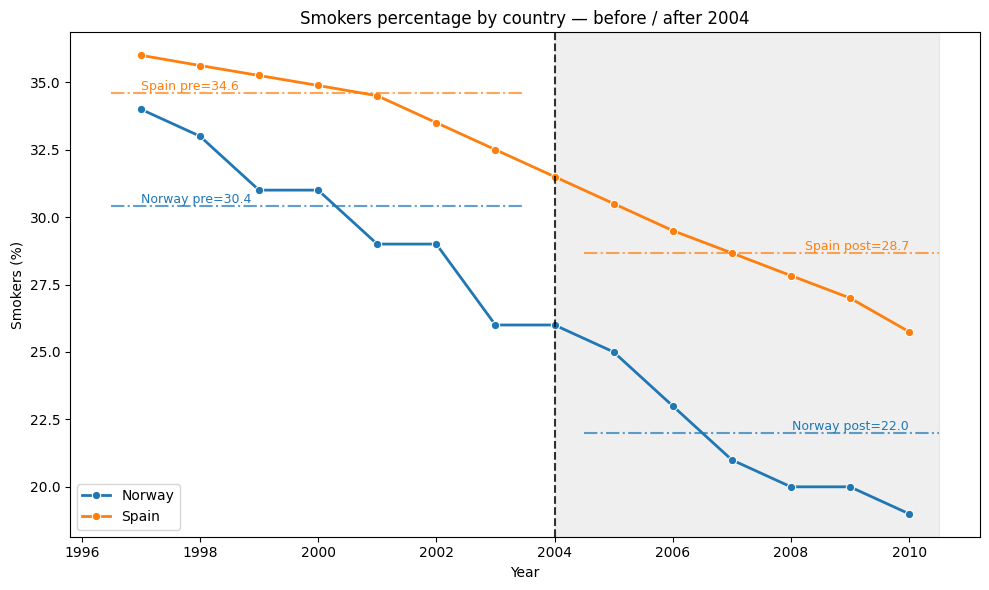 Smokers percentage by country — before / after 2004
Smokers (%)
35.0
32.5
30.0
27.5
25.0
22.5
20.0
Spain pre=34.6
Norway pre=30.4
Spain post=28.7
Norway post=22.0
Norway
Spain
1996 1998 2000 2002 2004 2006 2008 2010
Year